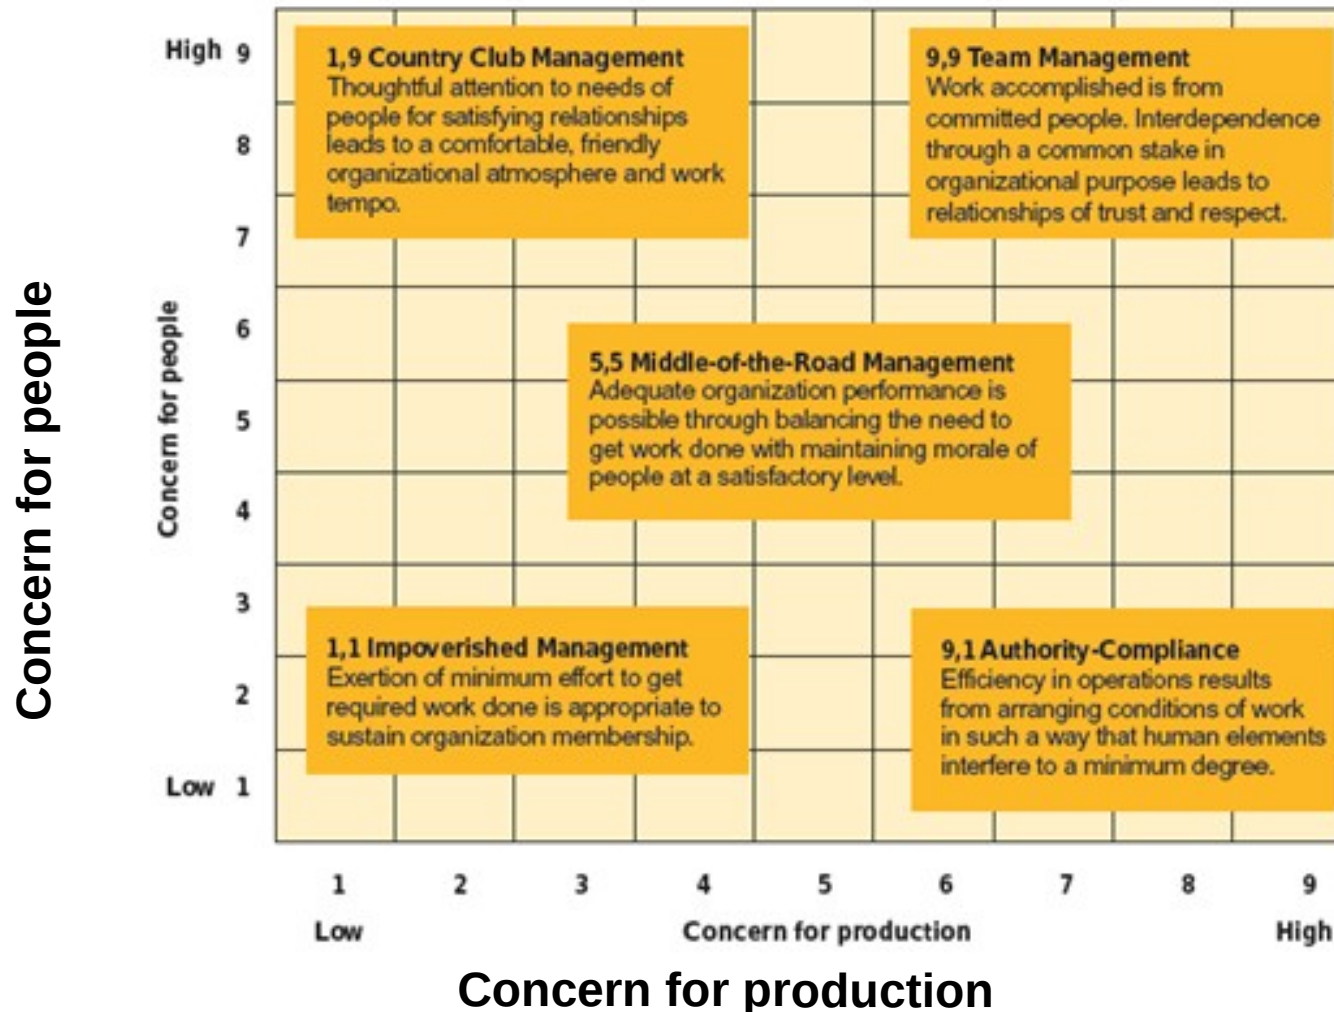 High 9
8
7
6
5
4
3
2
Low 1
Concern for people
Concern for people
1,9 Country Club Management
Thoughtful attention to needs of
people for satisfying relationships
leads to a comfortable, friendly
organizational atmosphere and work
tempo.
9,9 Team Management
Work accomplished is from
committed people. Interdependence
through a common stake in
organizational purpose leads to
relationships of trust and respect.
5,5 Middle-of-the-Road Management
Adequate organization performance is
possible through balancing the need to
get work done with maintaining morale of
people at a satisfactory level.
1,1 Impoverished Management
Exertion of minimum effort to get
required work done is appropriate to
sustain organization membership.
9,1 Authority-Compliance
Efficiency in operations results
from arranging conditions of work
in such a way that human elements
interfere to a minimum degree.
1 2 3 4 5 6 7 8 9
Low Concern for production High
Concern for production